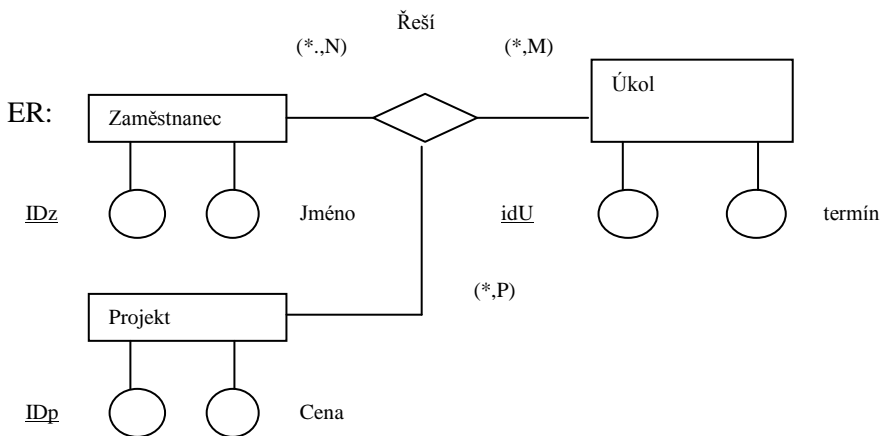 Řeší
(*.,N)
(*,M)
Úkol
ER:
Zaměstnanec
IDz
Jméno
idU
termín
(*,P)
Projekt
IDp
Cena